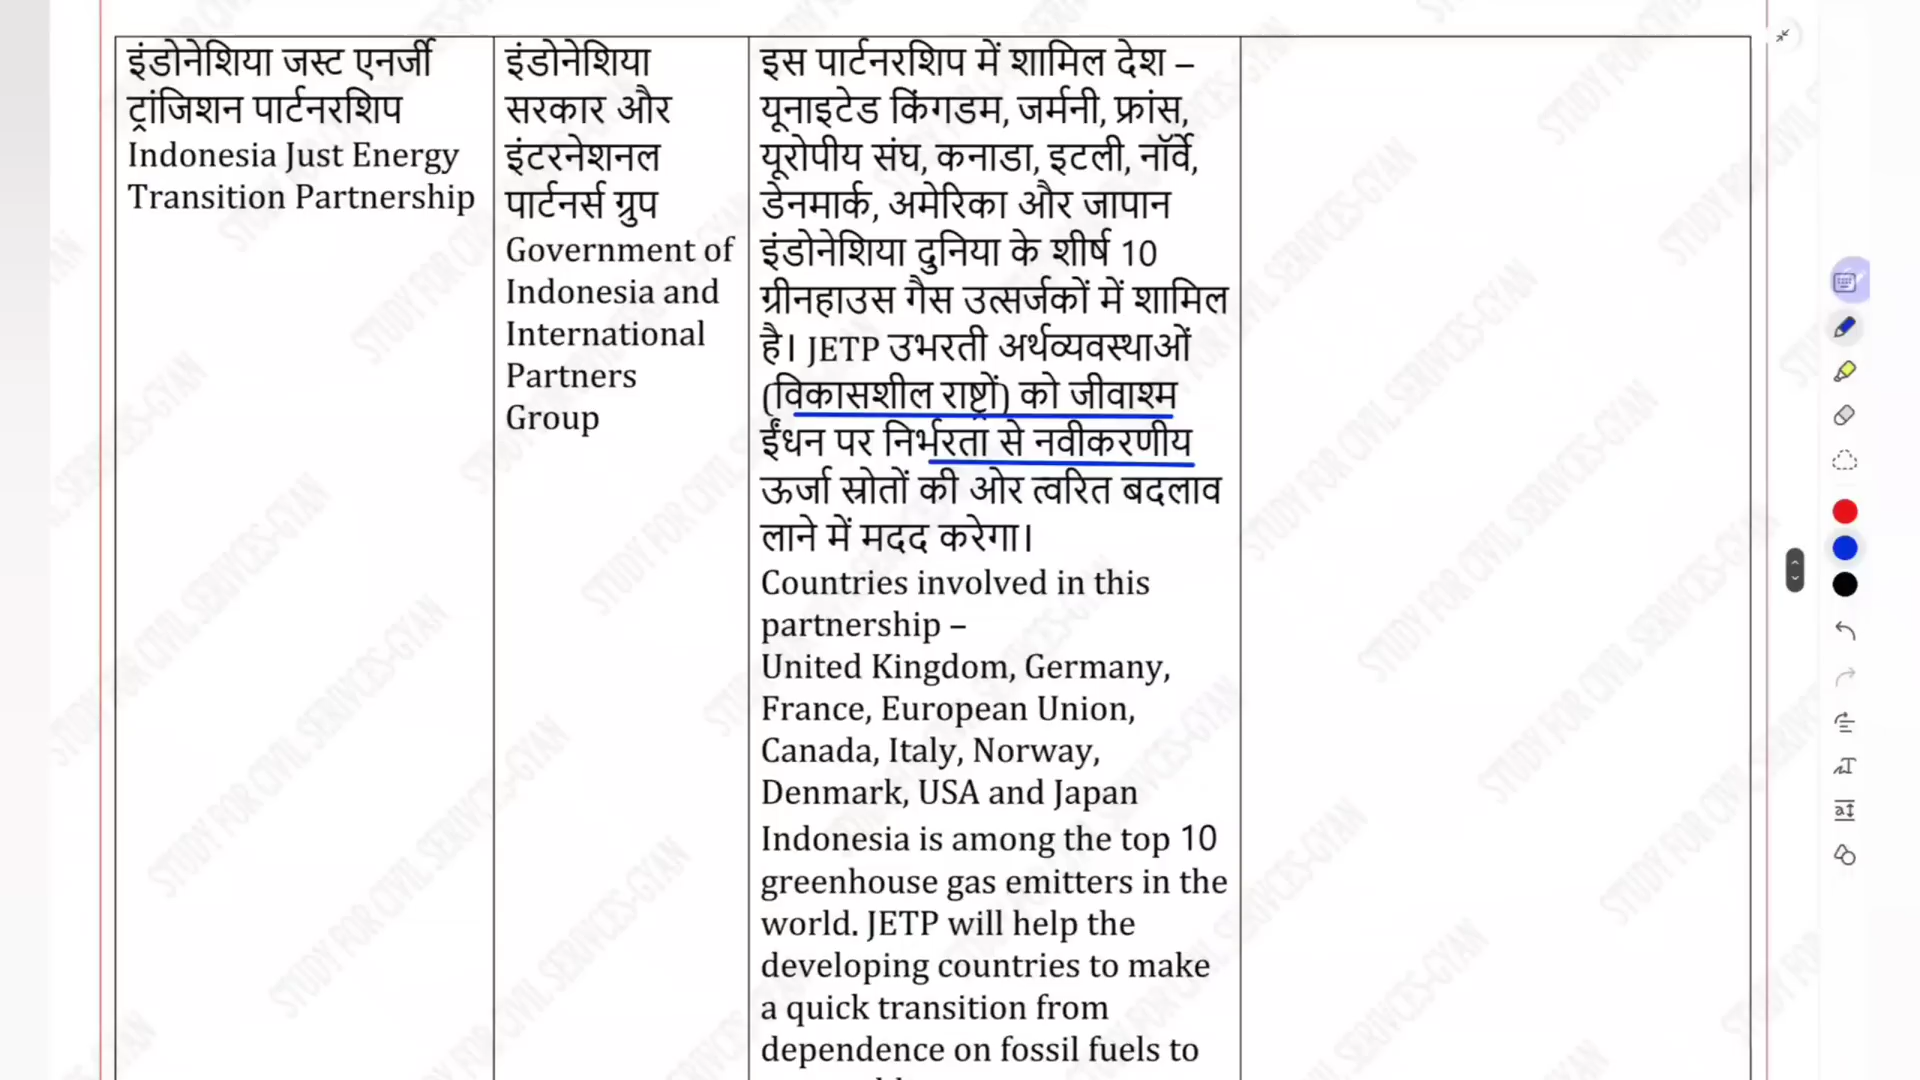 इंडोनेशिया जस्ट एनर्जी
ट्रांजिशन पार्टनरशिप
Indonesia Just Energy
Transition Partnership
इंडोनेशिया
सरकार और
इंटरनेशनल
पार्टनर्स ग्रुप
Government of
Indonesia and
International
Partners
Group
इस पार्टनरशिप में शामिल देश –
यूनाइटेड किंगडम, जर्मनी, फ्रांस,
यूरोपीय संघ, कनाडा, इटली, नॉर्वे,
डेनमार्क, अमेरिका और जापान
इंडोनेशिया दुनिया के शीर्ष 10
ग्रीनहाउस गैस उत्सर्जकों में शामिल
है। JETP उभरती अर्थव्यवस्थाओं
(विकासशील राष्ट्रों) को जीवाश्म
ईंधन पर निर्भरता से नवीकरणीय
ऊर्जा स्रोतों की ओर त्वरित बदलाव
लाने में मदद करेगा।
Countries involved in this
partnership –
United Kingdom, Germany,
France, European Union,
Canada, Italy, Norway,
Denmark, USA and Japan
Indonesia is among the top 10
greenhouse gas emitters in the
world. JETP will help the
developing countries to make
a quick transition from
dependence on fossil fuels to
STUDY FOR CIVIL SERIVCES-GYAN